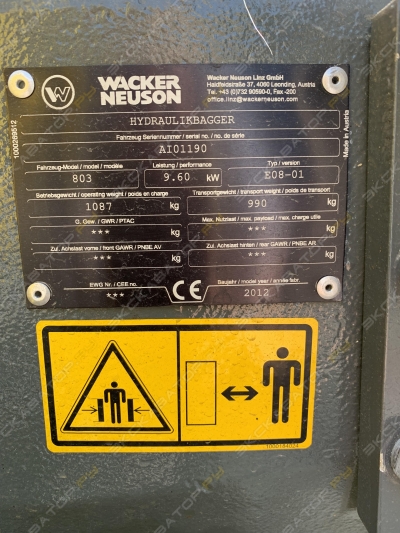 WACKER
NEUSON
Wacker Neuson Linz GmbH
Haidfeldstraße 37, 4060 Leonding, Austria
Tel. +43 (0)732 90590-0, Fax -200
office.linz@wackerneuson.com
1000289512
Made in Austria
HYDRAULIKBAGGER
Fahrzeug Seriennummer / serial no. / no. de série
AI01190
Fahrzeug-Model / model / modèle
Leistung / performance
Typ / version
803
9.60 kW
E08-01
Betriebsgewicht / operating weight / poids en charge
Transportgewicht / transport weight / poids de transport
1087 kg
990 kg
G. Gew. / GWR / PTAC
Max. Nutzlast / max. payload / max. charge utile
*** kg
*** kg
Zul. Achslast vorne / front GAWR / PNBE AV
Zul. Achslast hinten / rear GAWR / PNBE AR
*** kg
*** kg
EWG Nr. / CEE no.
Baujahr / model year / année fabr.
***
CE
2012